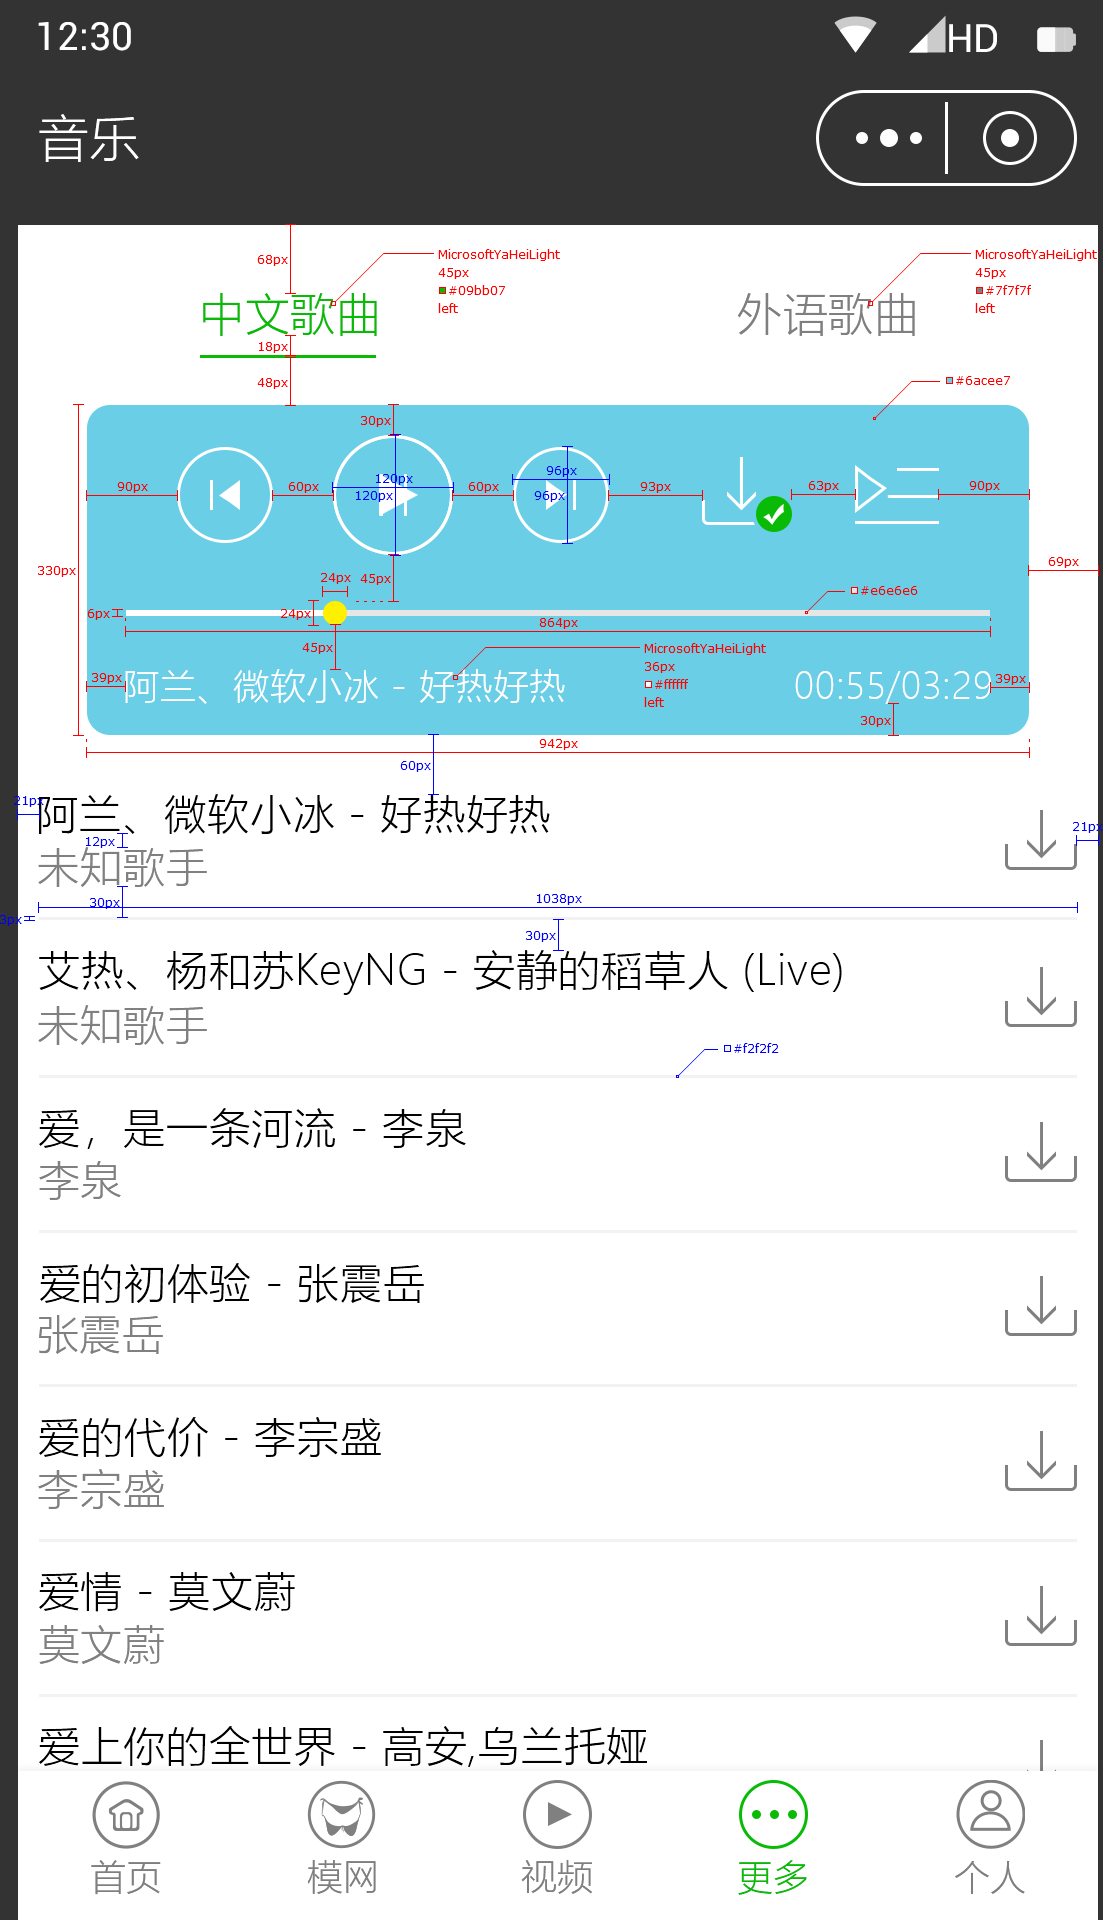 12:30
HD
音乐
68px
MicrosoftYaHeiLight
45px
#09bb07
left
MicrosoftYaHeiLight
45px
#7f7f7f
left
中文歌曲
外语歌曲
18px
48px
#6acee7
30px
90px
60px
120px
120px
60px
96px
96px
93px
63px
90px
330px
69px
24px
45px
#e6e6e6
6px
24px
864px
45px
MicrosoftYaHeiLight
36px
#ffffff
left
39px
阿兰、微软小冰 - 好热好热
00:55/03:29
39px
30px
942px
60px
21px
阿兰、微软小冰 - 好热好热
21px
12px
未知歌手
30px
1038px
3px
30px
艾热、杨和苏KeyNG - 安静的稻草人 (Live)
未知歌手
#f2f2f2
爱，是一条河流 - 李泉
李泉
爱的初体验 - 张震岳
张震岳
爱的代价 - 李宗盛
李宗盛
爱情 - 莫文蔚
莫文蔚
爱上你的全世界 - 高安,乌兰托娅
首页
模网
视频
更多
个人